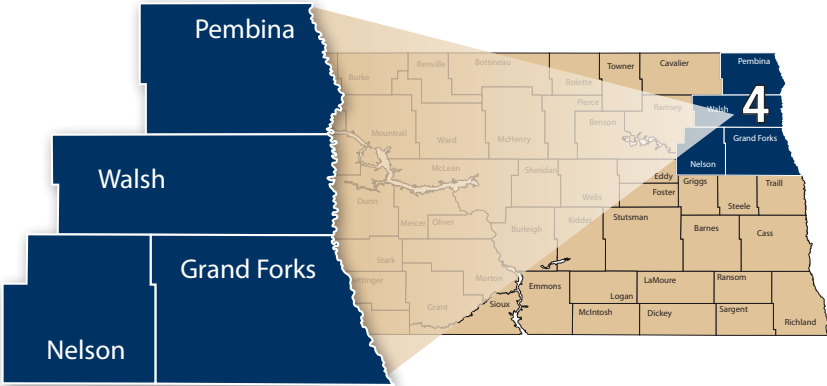 Pembina
Walsh
Grand Forks
Nelson
Burke
Renville
Bottineau
Rolette
Towner
Cavalier
Pembina
Pierce
Ramsey
Walsh
4
Mountrail
Ward
McHenry
Benson
Grand Forks
Nelson
McLean
Sheridan
Eddy
Foster
Griggs
Traill
Dunn
Wells
Steele
Mercer
Oliver
Burleigh
Kidder
Stutsman
Barnes
Cass
Stark
Morton
Emmons
LaMoure
Ransom
ettinger
Logan
Grant
Sioux
McIntosh
Dickey
Sargent
Richland